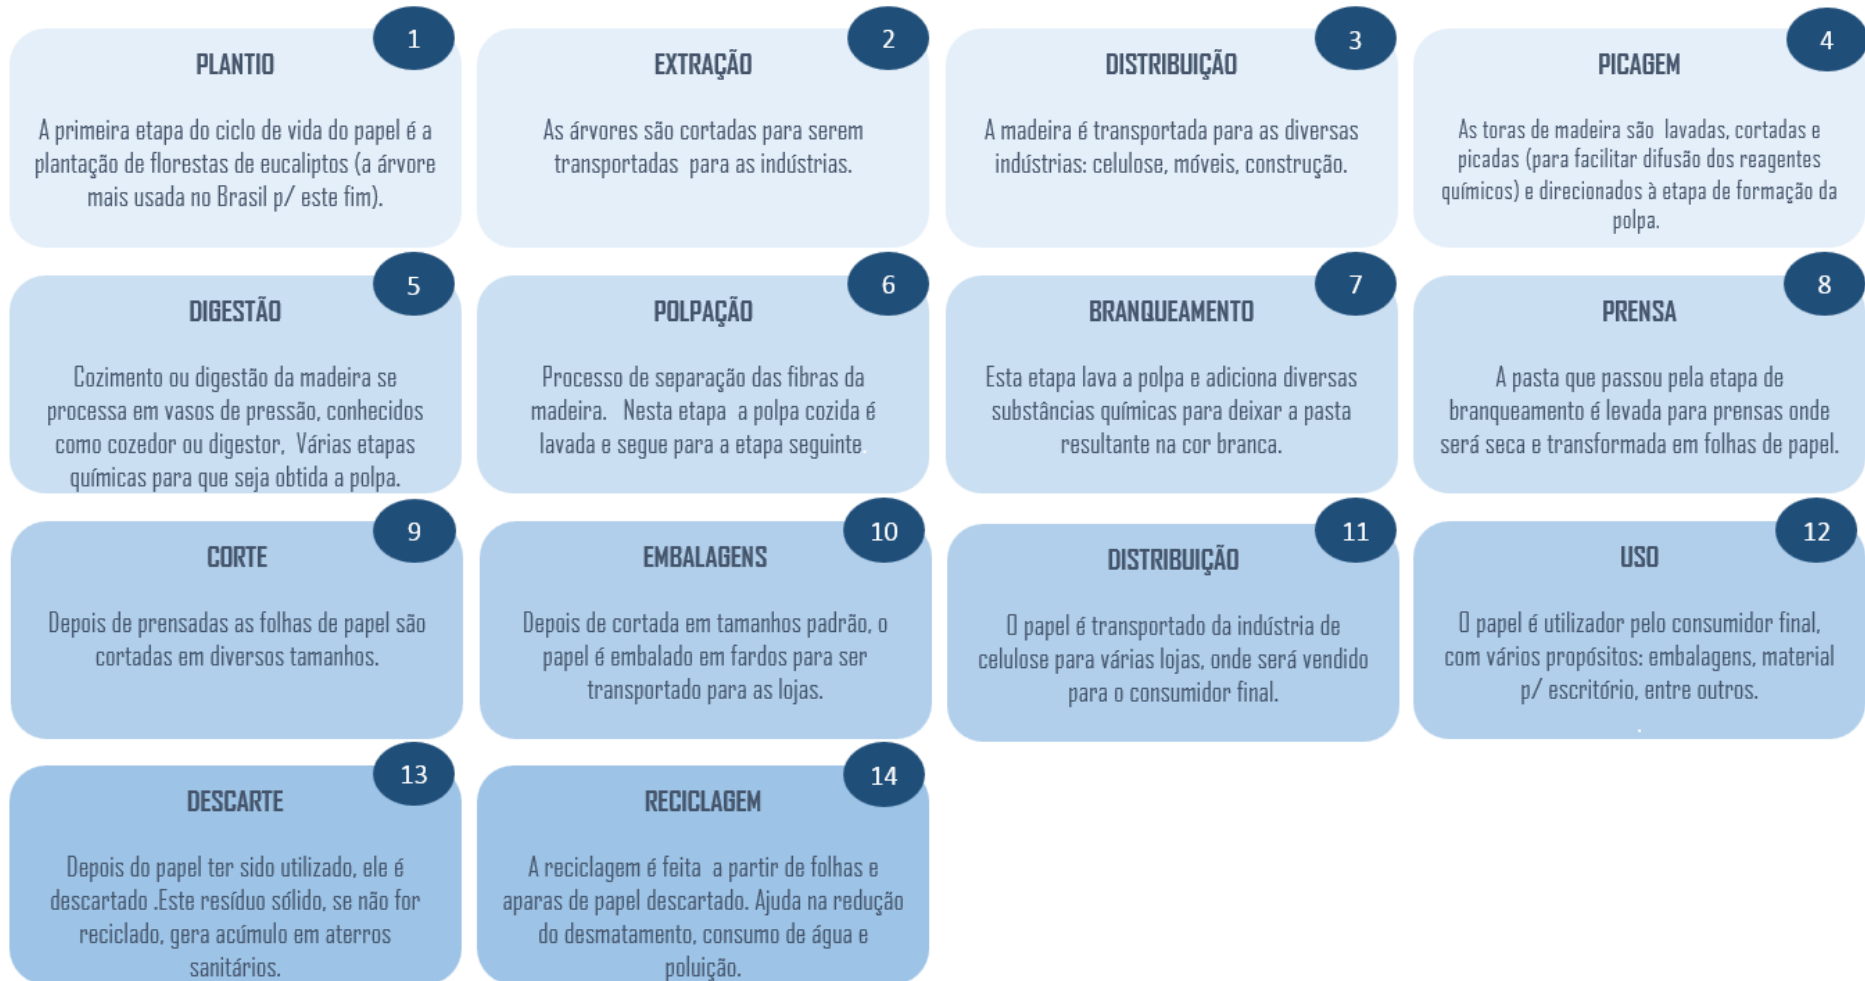 1
PLANTIO
A primeira etapa do ciclo de vida do papel é a
plantação de florestas de eucaliptos (a árvore
mais usada no Brasil p/ este fim).
2
EXTRAÇÃO
As árvores são cortadas para serem
transportadas para as indústrias.
3
DISTRIBUIÇÃO
A madeira é transportada para as diversas
indústrias: celulose, móveis, construção.
4
PICAGEM
As toras de madeira são lavadas, cortadas e
picadas (para facilitar difusão dos reagentes
químicos) e direcionados à etapa de formação da
polpa.
5
DIGESTÃO
Cozimento ou digestão da madeira se
processa em vasos de pressão, conhecidos
como cozedor ou digestor, Várias etapas
químicas para que seja obtida a polpa.
6
POLPAÇÃO
Processo de separação das fibras da
madeira. Nesta etapa a polpa cozida é
lavada e segue para a etapa seguinte.
7
BRANQUEAMENTO
Esta etapa lava a polpa e adiciona diversas
substâncias químicas para deixar a pasta
resultante na cor branca.
8
PRENSA
A pasta que passou pela etapa de
branqueamento é levada para prensas onde
será seca e transformada em folhas de papel.
9
CORTE
Depois de prensadas as folhas de papel são
cortadas em diversos tamanhos.
10
EMBALAGENS
Depois de cortada em tamanhos padrão, o
papel é embalado em fardos para ser
transportado para as lojas.
11
DISTRIBUIÇÃO
O papel é transportado da indústria de
celulose para várias lojas, onde será vendido
para o consumidor final.
12
USO
O papel é utilizador pelo consumidor final,
com vários propósitos: embalagens, material
p/ escritório, entre outros.
.
13
DESCARTE
Depois do papel ter sido utilizado, ele é
descartado .Este resíduo sólido, se não for
reciclado, gera acúmulo em aterros
sanitários.
14
RECICLAGEM
A reciclagem é feita a partir de folhas e
aparas de papel descartado. Ajuda na redução
do desmatamento, consumo de água e
poluição.